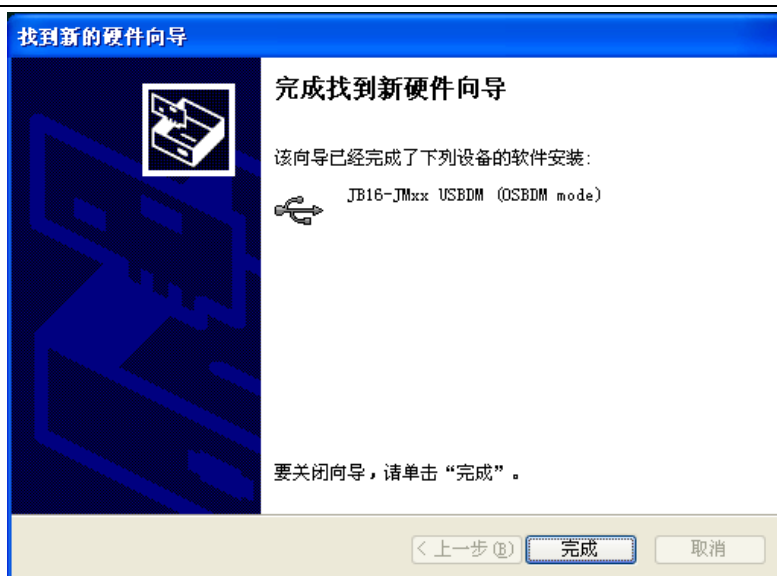 找到新的硬件向导
完成找到新硬件向导
该向导已经完成了下列设备的软件安装:
JB16-JMxx USBDM (OSBDM mode)
要关闭向导,请单击“完成”。
< 上一步(B) 完成 取消